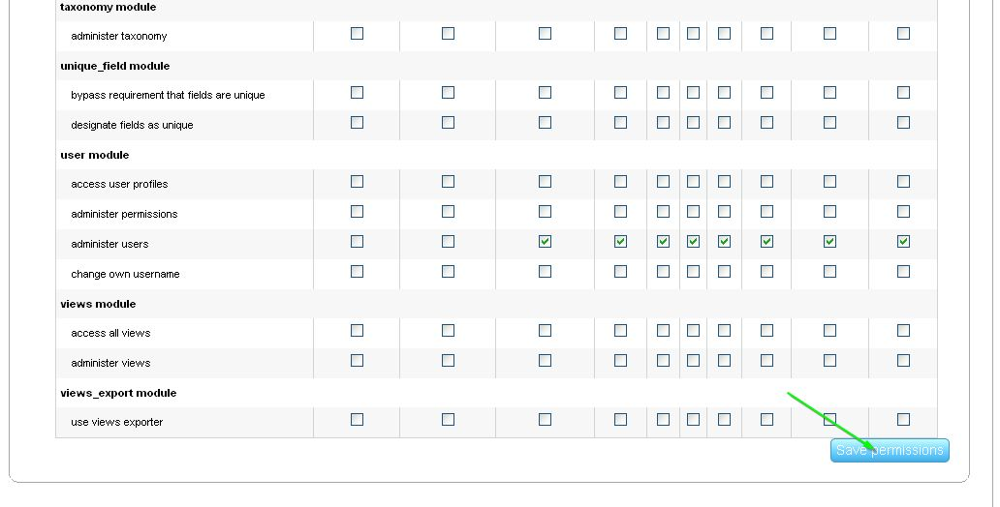 taxonomy module
administer taxonomy
unique_field module
bypass requirement that fields are unique
designate fields as unique
user module
access user profiles
administer permissions
administer users
change own username
views module
access all views
administer views
views_export module
use views exporter
Save permissions